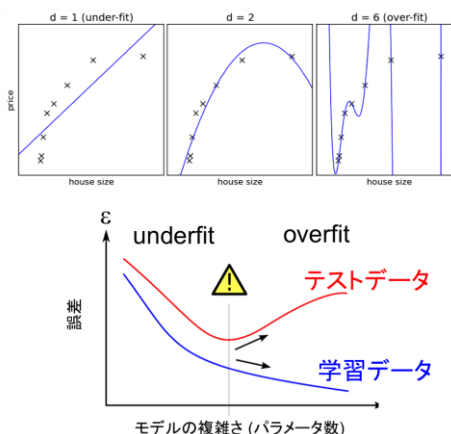 d = 1 (under-fit)
d = 2
d = 6 (over-fit)
price
house size
house size
house size
ε
underfit
overfit
!
テストデータ
誤差
学習データ
モデルの複雑さ (パラメータ数)